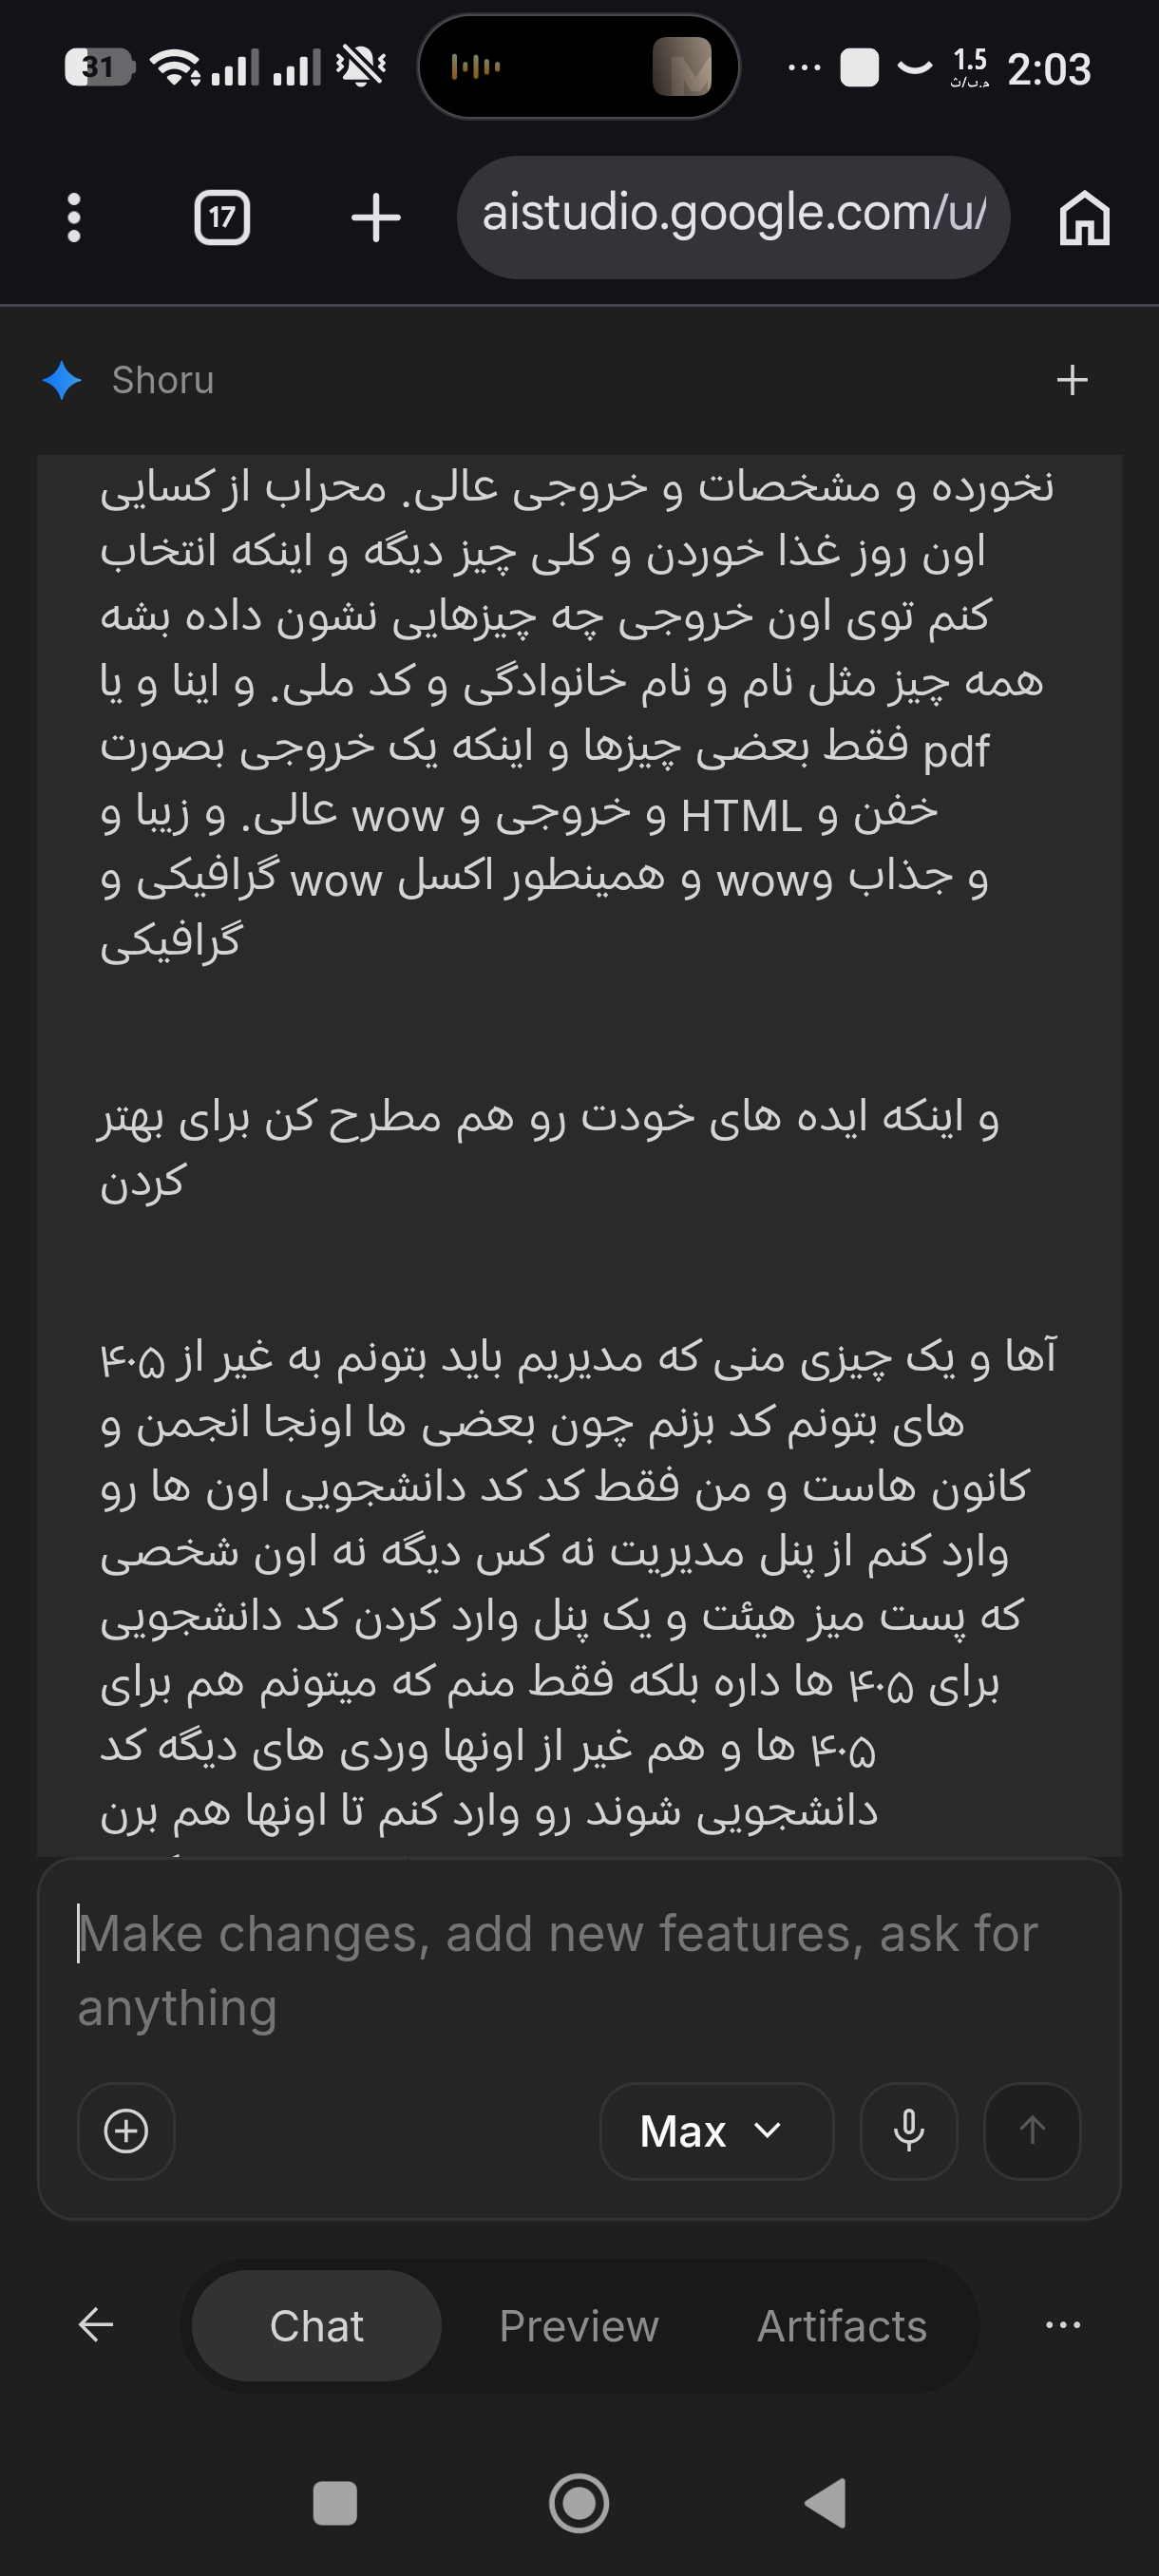 31
1.5
م.ب/ث
2:03
17
aistudio.google.com/u/
Shoru
نخورده و مشخصات و خروجی عالی. محراب از کسایی
اون روز غذا خوردن و کلی چیز دیگه و اینکه انتخاب
کنم توی اون خروجی چه چیزهایی نشون داده بشه
همه چیز مثل نام و نام خانوادگی و کد ملی. و اینا و یا
فقط بعضی چیزها و اینکه یک خروجی بصورت pdf
خفن و HTML و خروجی و wow عالی. و زیبا و
و جذاب وwow و همینطور اکسل wow گرافیکی و
گرافیکی
و اینکه ایده های خودت رو هم مطرح کن برای بهتر
کردن
آها و یک چیزی منی که مدیریم باید بتونم به غیر از ۴۰۵
های بتونم کد بزنم چون بعضی ها اونجا انجمن و
کانون هاست و من فقط کد کد دانشجویی اون ها رو
وارد کنم از پنل مدیریت نه کس دیگه نه اون شخصی
که پست میز هیئت و یک پنل وارد کردن کد دانشجویی
برای ۴۰۵ ها داره بلکه فقط منم که میتونم هم برای
۴۰۵ ها و هم غیر از اونها وردی های دیگه کد
دانشجویی شوند رو وارد کنم تا اونها هم برن
Make changes, add new features, ask for
anything
Max
Chat
Preview
Artifacts